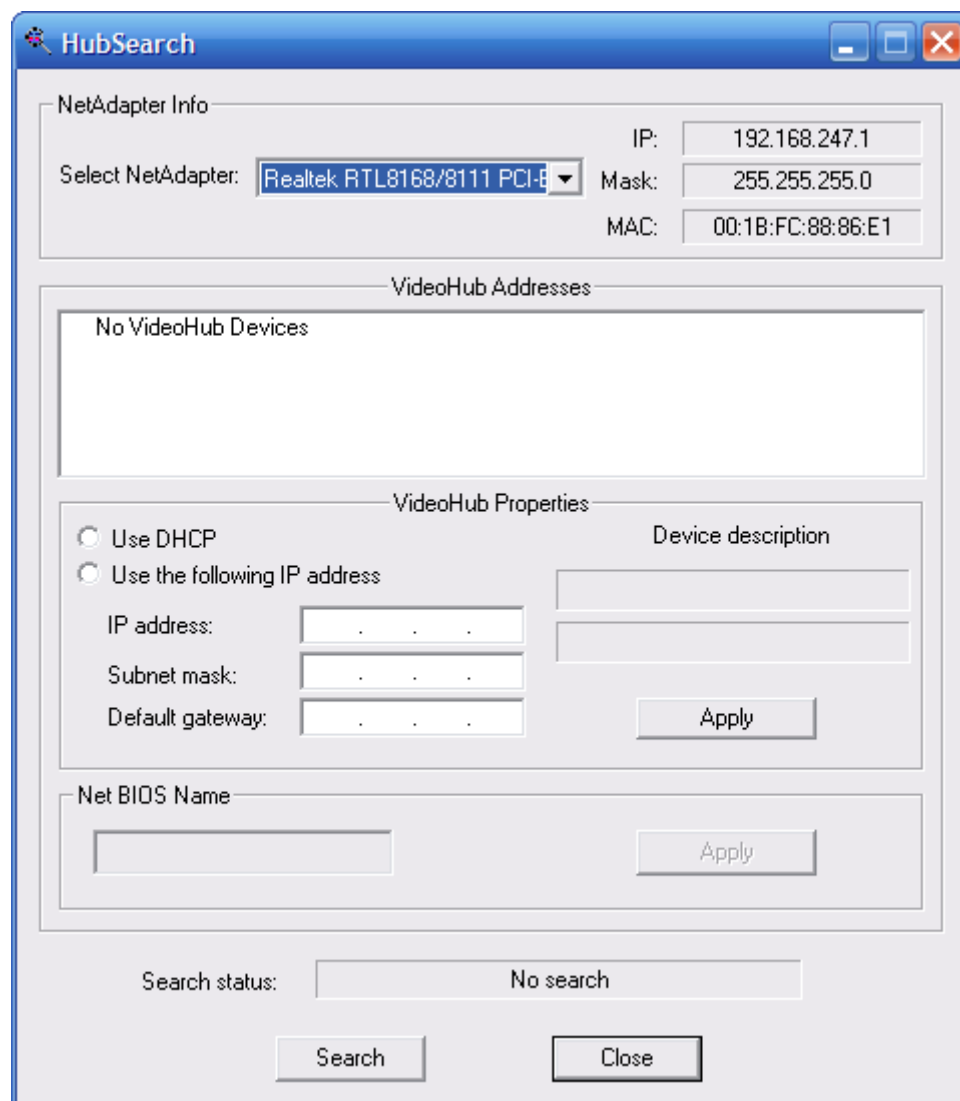 HubSearch
NetAdapter Info
IP: 192.168.247.1
Select NetAdapter: Realtek RTL8168/8111 PCI-E
Mask: 255.255.255.0
MAC: 00:1B:FC:88:86:E1
VideoHub Addresses
No VideoHub Devices
VideoHub Properties
Use DHCP
Device description
Use the following IP address
IP address: . . .
Subnet mask: . . .
Default gateway: . . .
Apply
Net BIOS Name
Apply
Search status: No search
Search Close